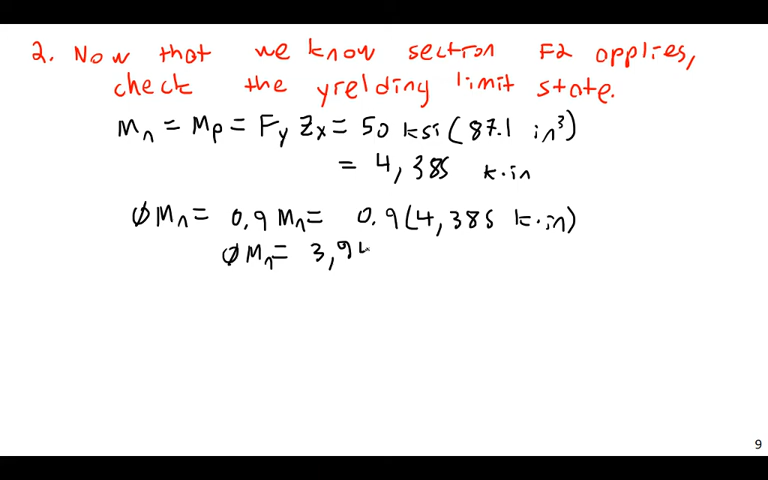 2. Now that we know section F2 applies,
check the yielding limit state.
Mn = Mp = Fy Zx = 50 ksi (87.1 in³)
= 4,385 k·in
ØMn = 0.9 Mn = 0.9(4,385 k·in)
ØMn = 3,94
9